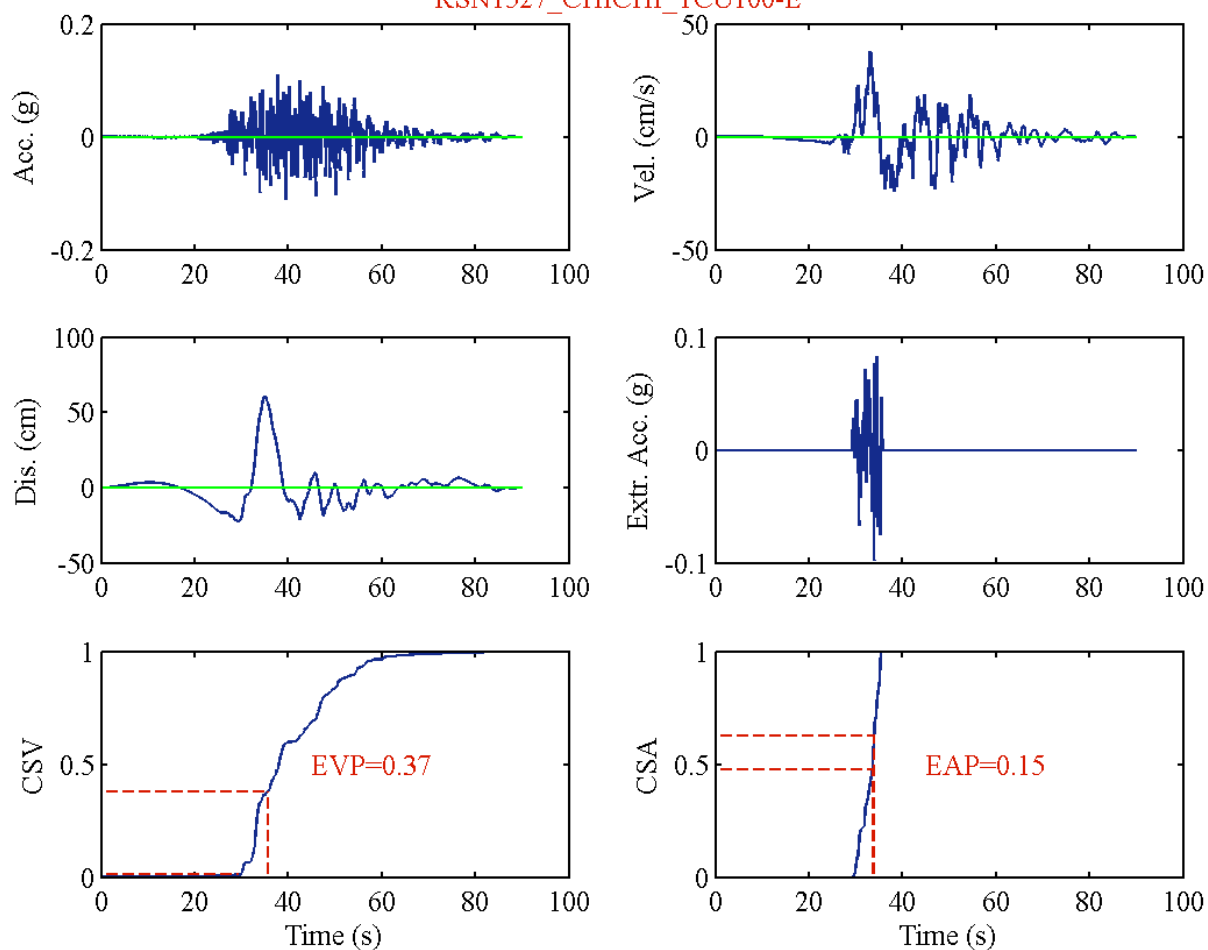 RSN1527_CHICHI_TCU100-E
0.2
0
-0.2
Acc. (g)
0 20 40 60 80 100
50
0
-50
Vel. (cm/s)
0 20 40 60 80 100
100
50
0
-50
Dis. (cm)
0 20 40 60 80 100
0.1
0
-0.1
Extr. Acc. (g)
0 20 40 60 80 100
1
0.5
0
CSV
EVP=0.37
0 20 40 60 80 100
Time (s)
1
0.5
0
CSA
EAP=0.15
0 20 40 60 80 100
Time (s)